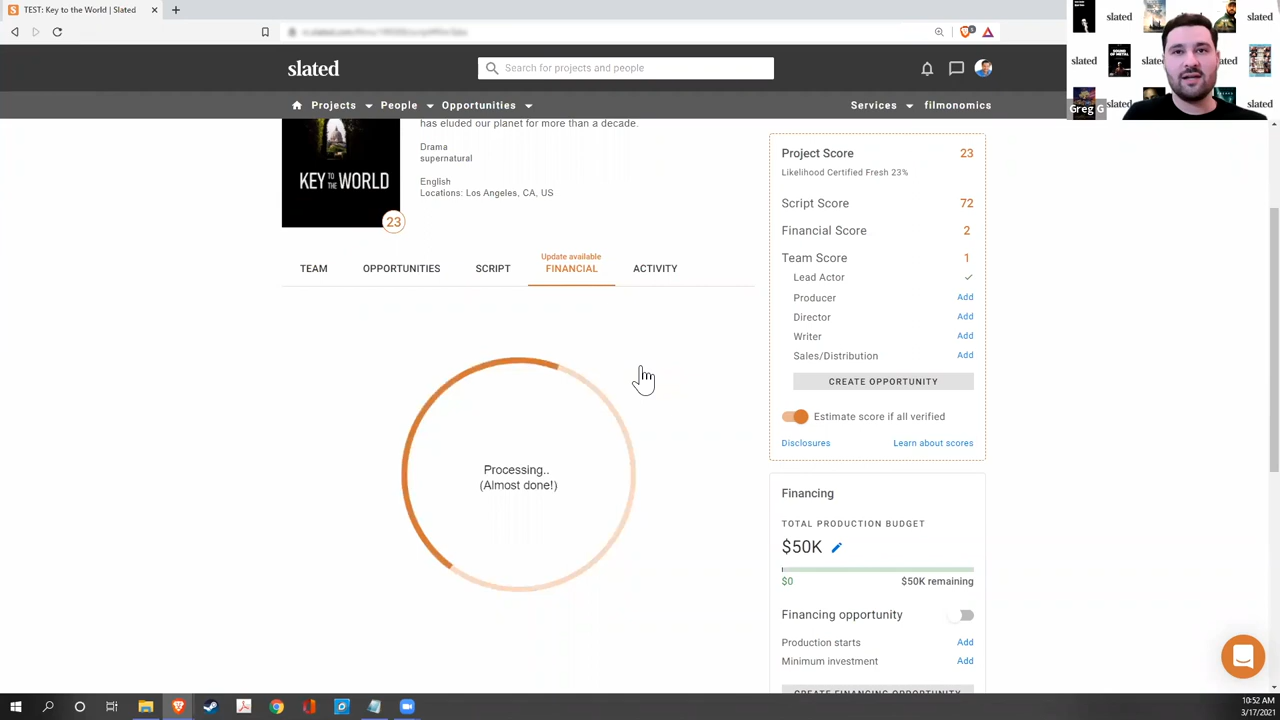 TEST: Key to the World | Slated
slated
Search for projects and people
Projects People Opportunities Services filmonomics
has eluded our planet for more than a decade.
Drama
supernatural
English
Locations: Los Angeles, CA, US
KEY TO THE WORLD
23
TEAM OPPORTUNITIES SCRIPT Update available FINANCIAL ACTIVITY
Processing..
(Almost done!)
Project Score 23
Likelihood Certified Fresh 23%
Script Score 72
Financial Score 2
Team Score 1
Lead Actor
Producer Add
Director Add
Writer Add
Sales/Distribution Add
CREATE OPPORTUNITY
Estimate score if all verified
Disclosures Learn about scores
Financing
TOTAL PRODUCTION BUDGET
$50K
$0 $50K remaining
Financing opportunity
Production starts Add
Minimum investment Add
CREATE FINANCING OPPORTUNITY
slated
slated
slated
slated
Greg G
10:52 AM
3/17/2021